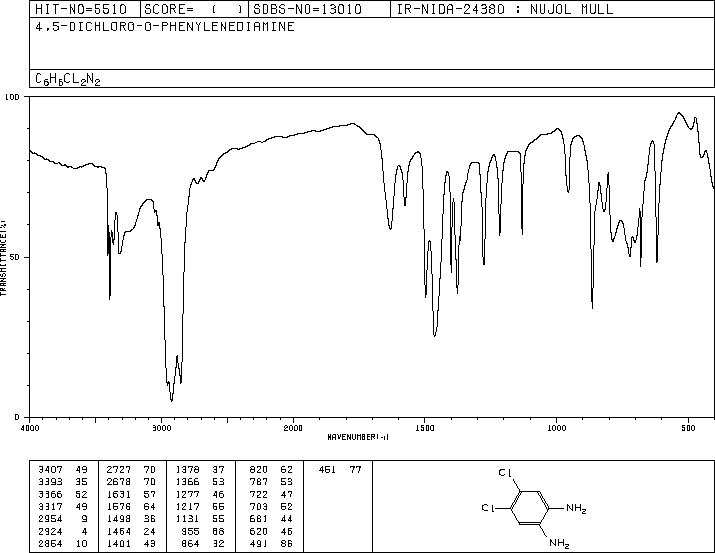 HIT-NO=5510 SCORE= ( ) SDBS-NO=13010 IR-NIDA-24380 : NUJOL MULL
4,5-DICHLORO-O-PHENYLENEDIAMINE
C6H6CL2N2
100
50
0
TRANSMITTANCE(%)
4000 3000 2000 1500 1000 500
WAVENUMBER(-1)
3407 49 2727 70 1378 37 820 62 451 77
3393 35 2678 70 1366 53 787 53
3366 52 1631 57 1277 46 722 47
3317 49 1576 64 1217 55 703 52
2954 9 1498 36 1131 55 681 44
2924 4 1464 24 955 68 620 46
2854 10 1401 43 864 32 491 86
Cl
Cl
NH2
NH2